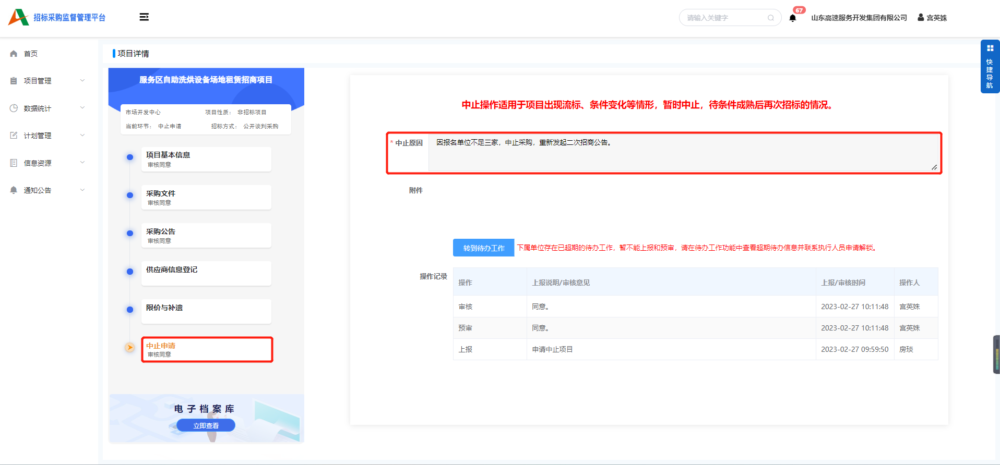 招标采购监督管理平台
请输入关键字
67
山东高速服务开发集团有限公司
宫英姝
首页
项目管理
数据统计
计划管理
信息资源
通知公告
项目详情
快捷导航
服务区自助洗烘设备场地租赁招商项目
市场开发中心 项目性质： 非招标项目
当前环节： 中止申请 招标方式： 公开谈判采购
项目基本信息
审核同意
采购文件
审核同意
采购公告
审核同意
供应商信息登记
限价与补遗
中止申请
审核同意
电子档案库
立即查看
中止操作适用于项目出现流标、条件变化等情形，暂时中止，待条件成熟后再次招标的情况。
* 中止原因 因报名单位不足三家，中止采购，重新发起二次招商公告。
附件
转到待办工作 下属单位存在已超期的待办工作，暂不能上报和预审，请在待办工作功能中查看超期待办信息并联系执行人员申请解锁。
操作记录
操作 上报说明/审核意见 上报/审核时间 操作人
审核 同意。 2023-02-27 10:11:48 宫英姝
预审 同意。 2023-02-27 10:11:48 宫英姝
上报 申请中止项目 2023-02-27 09:59:50 房琰